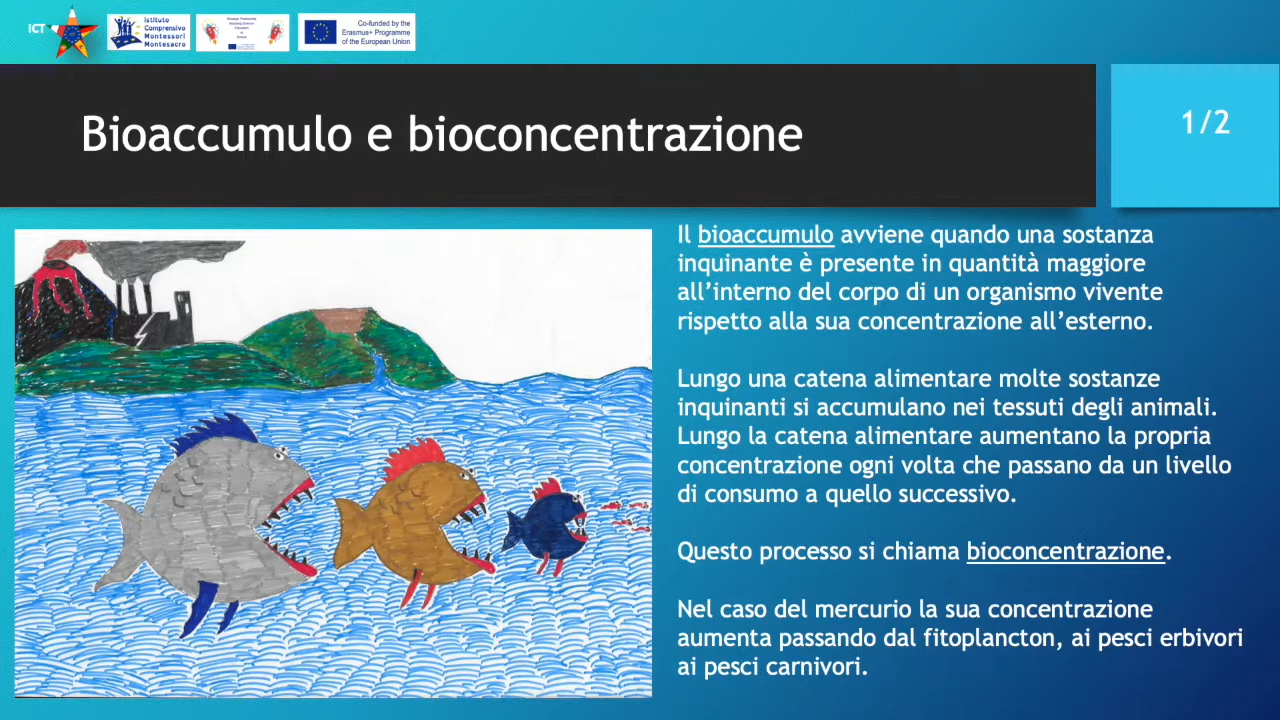 ICT
Istituto
Comprensivo
Montessori
Montesacro
Co-funded by the
Erasmus+ Programme
of the European Union
Bioaccumulo e bioconcentrazione
1/2
Il bioaccumulo avviene quando una sostanza
inquinante è presente in quantità maggiore
all’interno del corpo di un organismo vivente
rispetto alla sua concentrazione all’esterno.
Lungo una catena alimentare molte sostanze
inquinanti si accumulano nei tessuti degli animali.
Lungo la catena alimentare aumentano la propria
concentrazione ogni volta che passano da un livello
di consumo a quello successivo.
Questo processo si chiama bioconcentrazione.
Nel caso del mercurio la sua concentrazione
aumenta passando dal fitoplancton, ai pesci erbivori
ai pesci carnivori.